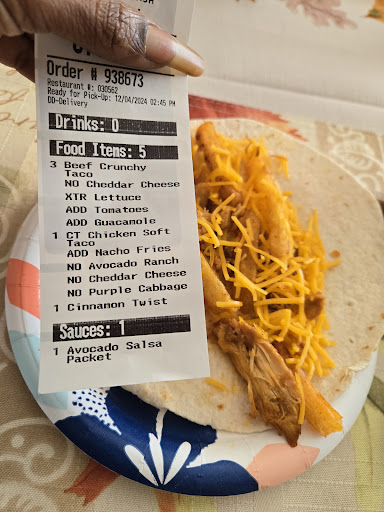 Order # 938673
Restaurant #: 030562
Ready for Pick-Up: 12/04/2024 02:45 PM
DD-Delivery
Drinks: 0
Food Items: 5
3 Beef Crunchy
Taco
NO Cheddar Cheese
XTR Lettuce
ADD Tomatoes
ADD Guacamole
1 CT Chicken Soft
Taco
ADD Nacho Fries
NO Avocado Ranch
NO Cheddar Cheese
NO Purple Cabbage
1 Cinnamon Twist
Sauces: 1
1 Avocado Salsa
Packet